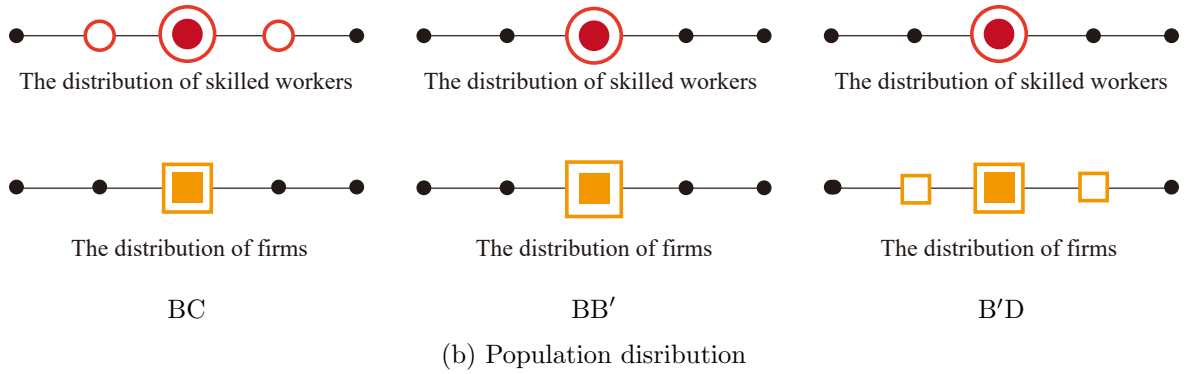 The distribution of skilled workers
The distribution of skilled workers
The distribution of skilled workers
The distribution of firms
The distribution of firms
The distribution of firms
BC
BB′
B′D
(b) Population disribution